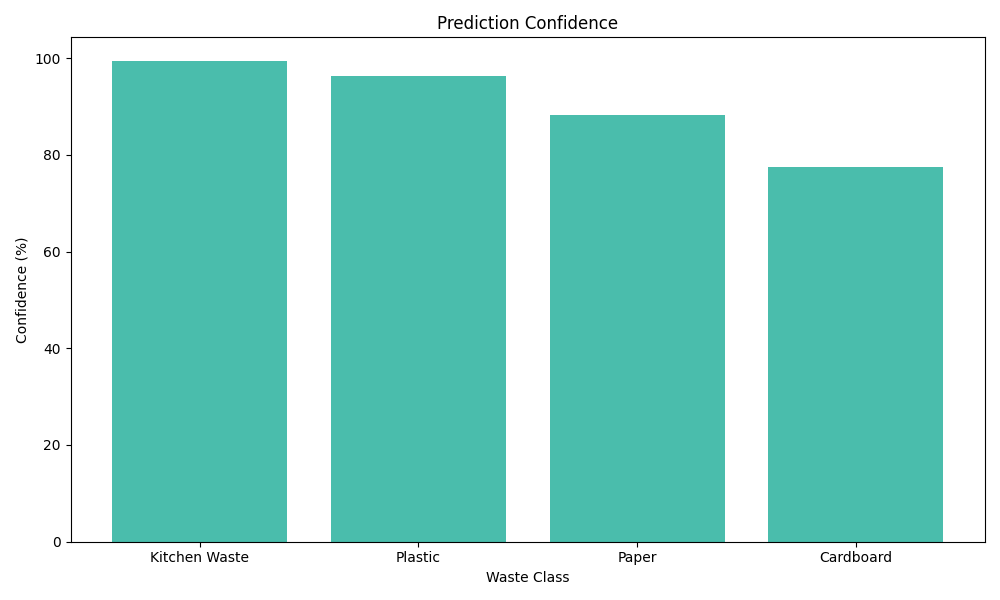 Prediction Confidence
Confidence (%)
100
80
60
40
20
0
Kitchen Waste Plastic Paper Cardboard
Waste Class